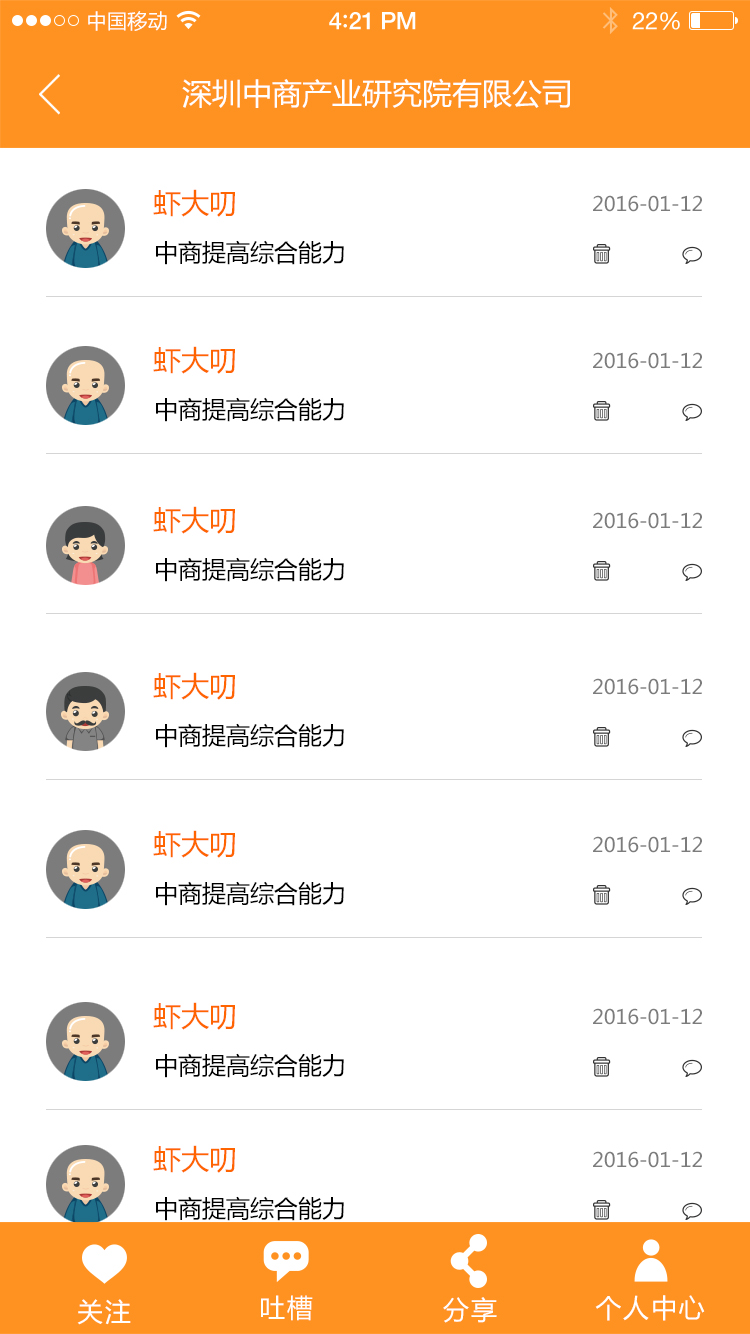 中国移动 4:21 PM 22%
深圳中商产业研究院有限公司
虾大叨 2016-01-12
中商提高综合能力
虾大叨 2016-01-12
中商提高综合能力
虾大叨 2016-01-12
中商提高综合能力
虾大叨 2016-01-12
中商提高综合能力
虾大叨 2016-01-12
中商提高综合能力
虾大叨 2016-01-12
中商提高综合能力
虾大叨 2016-01-12
中商提高综合能力
关注 吐槽 分享 个人中心